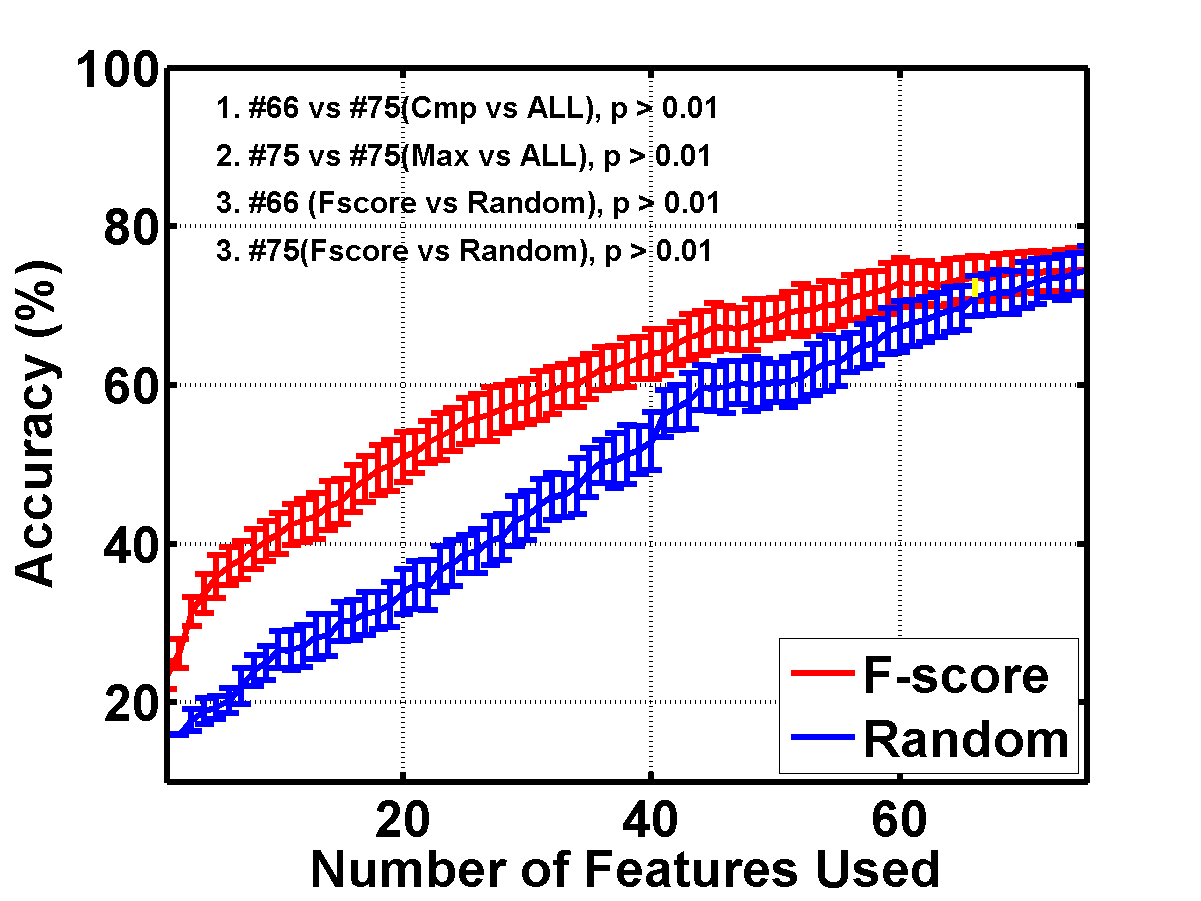 100
80
60
40
20
1. #66 vs #75(Cmp vs ALL), p > 0.01
2. #75 vs #75(Max vs ALL), p > 0.01
3. #66 (Fscore vs Random), p > 0.01
3. #75(Fscore vs Random), p > 0.01
Accuracy (%)
F-score
Random
20 40 60
Number of Features Used